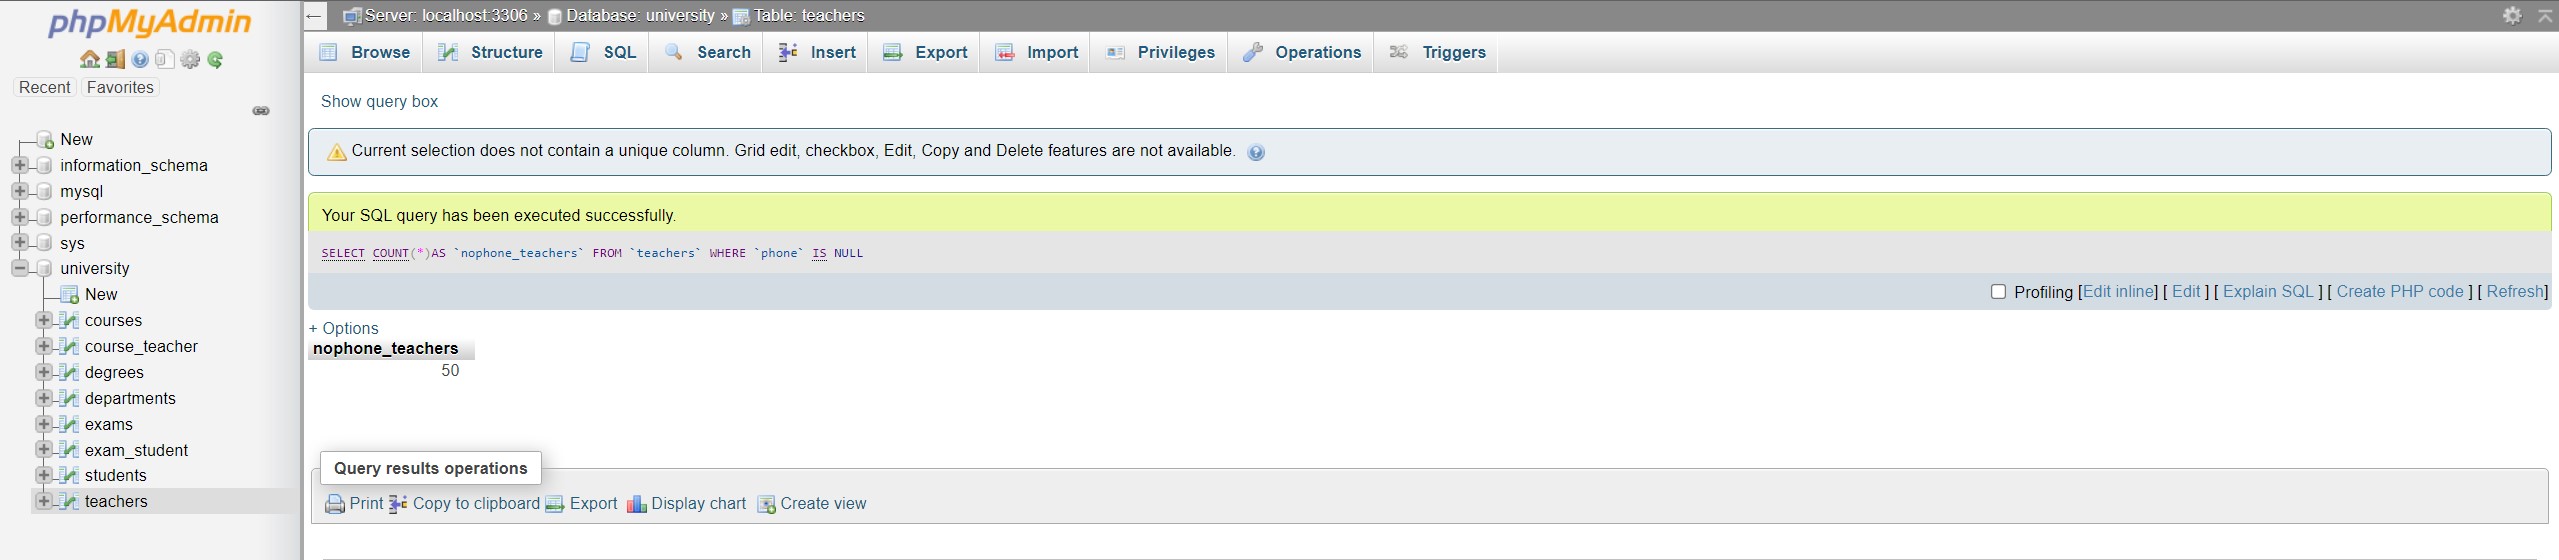 phpMyAdmin
Recent Favorites
New
information_schema
mysql
performance_schema
sys
university
New
courses
course_teacher
degrees
departments
exams
exam_student
students
teachers
Server: localhost:3306 » Database: university » Table: teachers
Browse Structure SQL Search Insert Export Import Privileges Operations Triggers
Show query box
Current selection does not contain a unique column. Grid edit, checkbox, Edit, Copy and Delete features are not available.
Your SQL query has been executed successfully.
SELECT COUNT(*)AS `nophone_teachers` FROM `teachers` WHERE `phone` IS NULL
Profiling [Edit inline] [ Edit ] [ Explain SQL ] [ Create PHP code ] [ Refresh]
+ Options
nophone_teachers
50
Query results operations
Print Copy to clipboard Export Display chart Create view